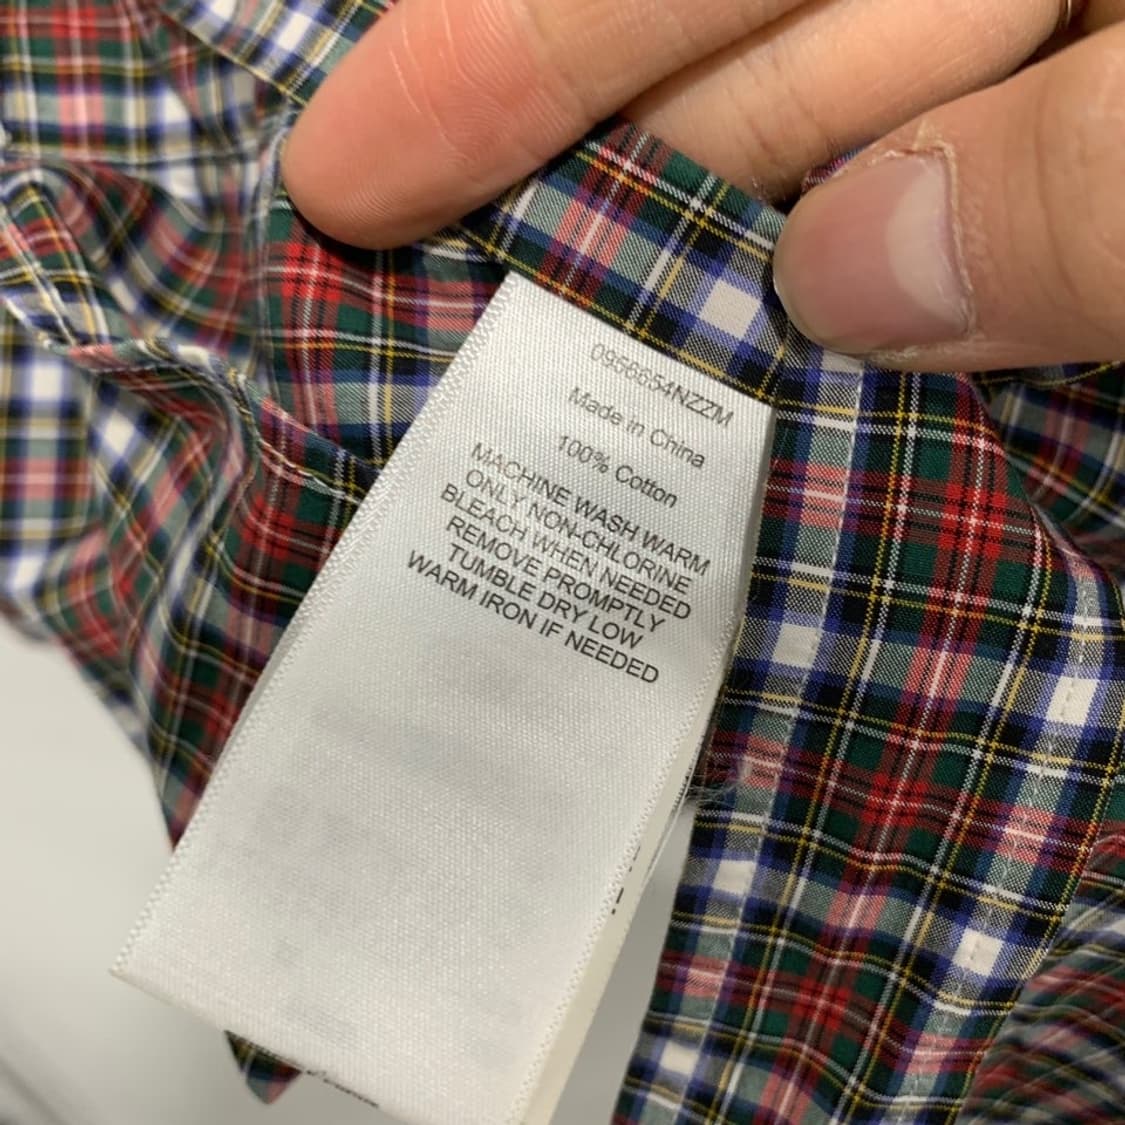 0956654NZZM
Made in China
100% Cotton
MACHINE WASH WARM
ONLY NON-CHLORINE
BLEACH WHEN NEEDED
REMOVE PROMPTLY
TUMBLE DRY LOW
WARM IRON IF NEEDED